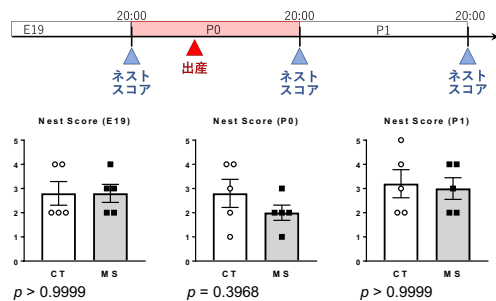 20:00 20:00 20:00
E19 P0 P1
出産
ネスト
スコア
ネスト
スコア
ネスト
スコア
Nest Score (E19)
5
4
3
2
1
0
CT MS
p > 0.9999
Nest Score (P0)
5
4
3
2
1
0
CT MS
p = 0.3968
Nest Score (P1)
5
4
3
2
1
0
CT MS
p > 0.9999